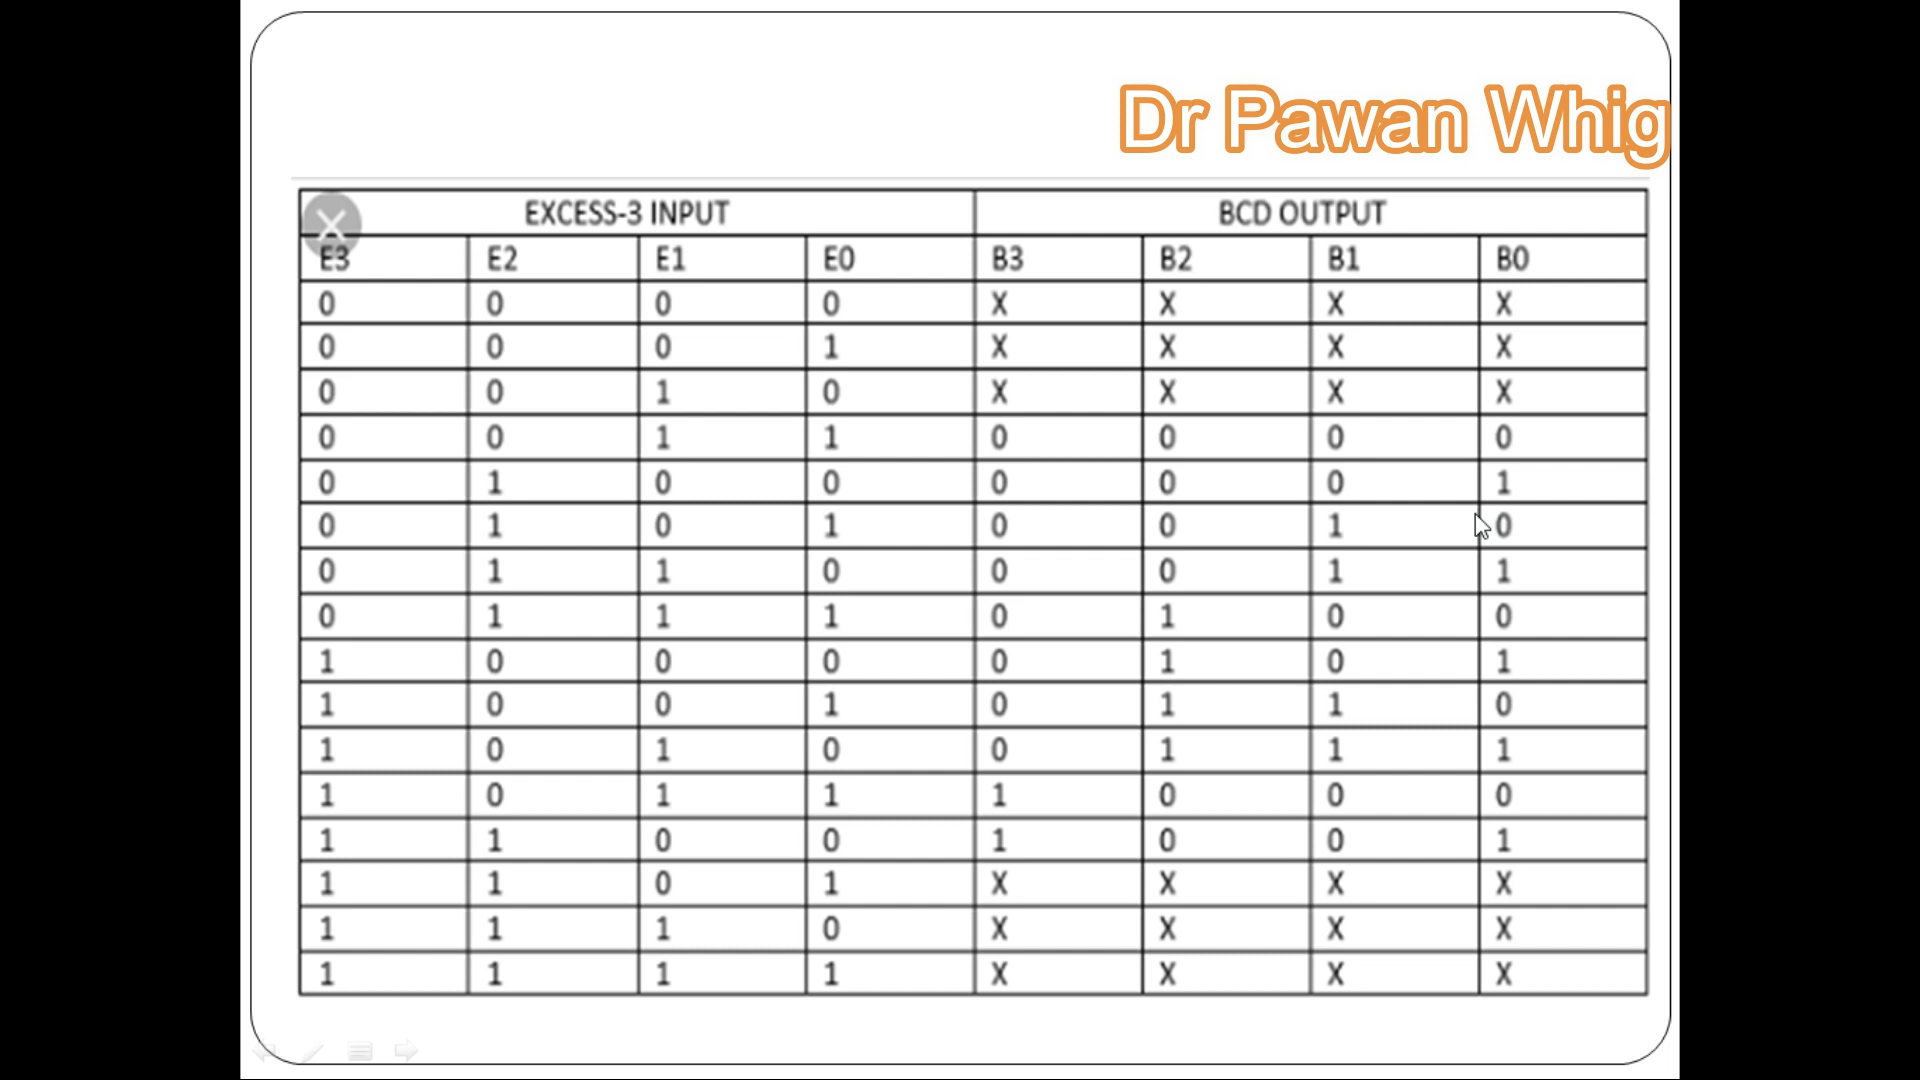 Dr Pawan Whig
EXCESS-3 INPUT BCD OUTPUT
E3 E2 E1 E0 B3 B2 B1 B0
0 0 0 0 X X X X
0 0 0 1 X X X X
0 0 1 0 X X X X
0 0 1 1 0 0 0 0
0 1 0 0 0 0 0 1
0 1 0 1 0 0 1 0
0 1 1 0 0 0 1 1
0 1 1 1 0 1 0 0
1 0 0 0 0 1 0 1
1 0 0 1 0 1 1 0
1 0 1 0 0 1 1 1
1 0 1 1 1 0 0 0
1 1 0 0 1 0 0 1
1 1 0 1 X X X X
1 1 1 0 X X X X
1 1 1 1 X X X X